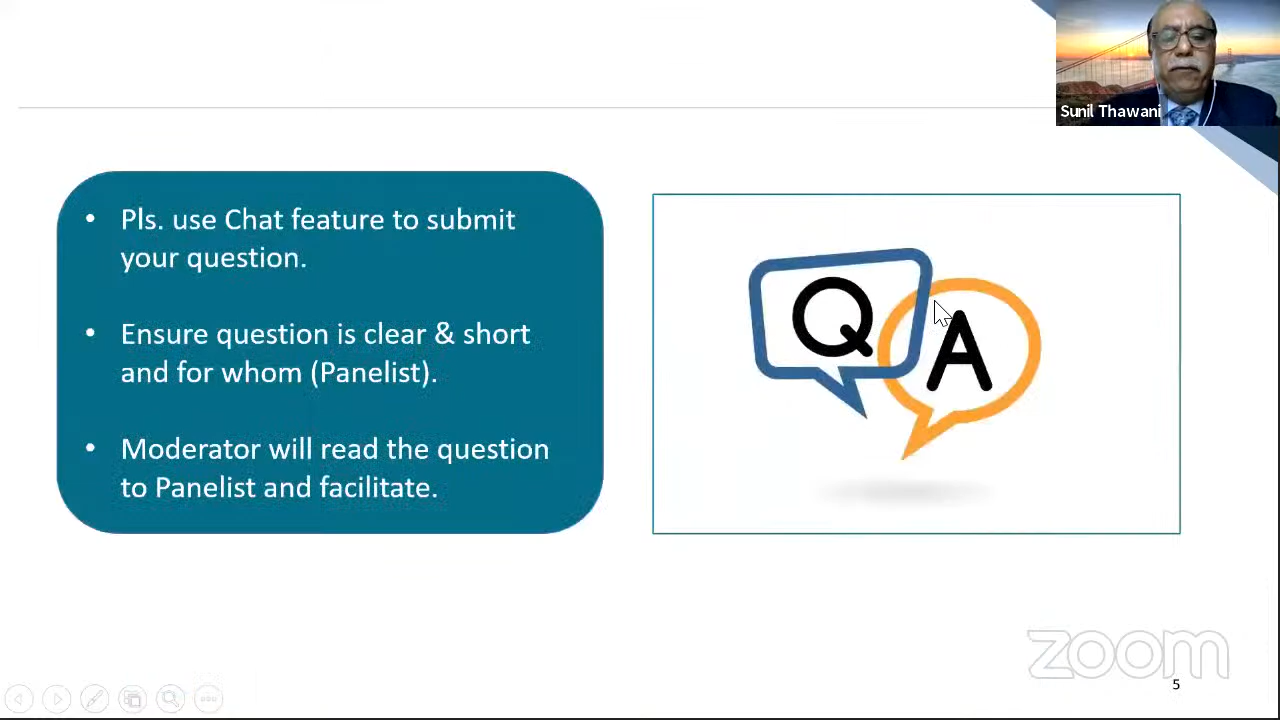 Sunil Thawani
• Pls. use Chat feature to submit
your question.
• Ensure question is clear & short
and for whom (Panelist).
• Moderator will read the question
to Panelist and facilitate.
Q A
zoom
5